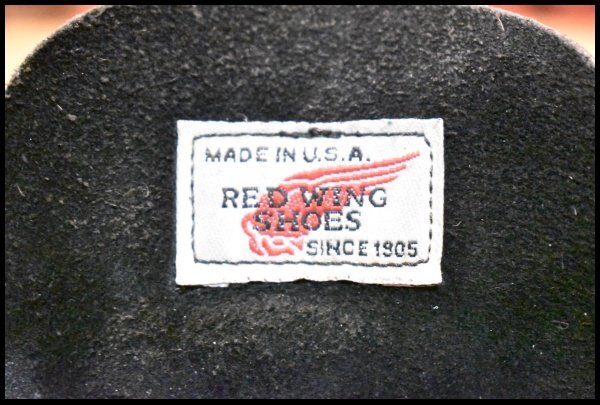 MADE IN U.S.A.
RED WING
SHOES
SINCE 1905